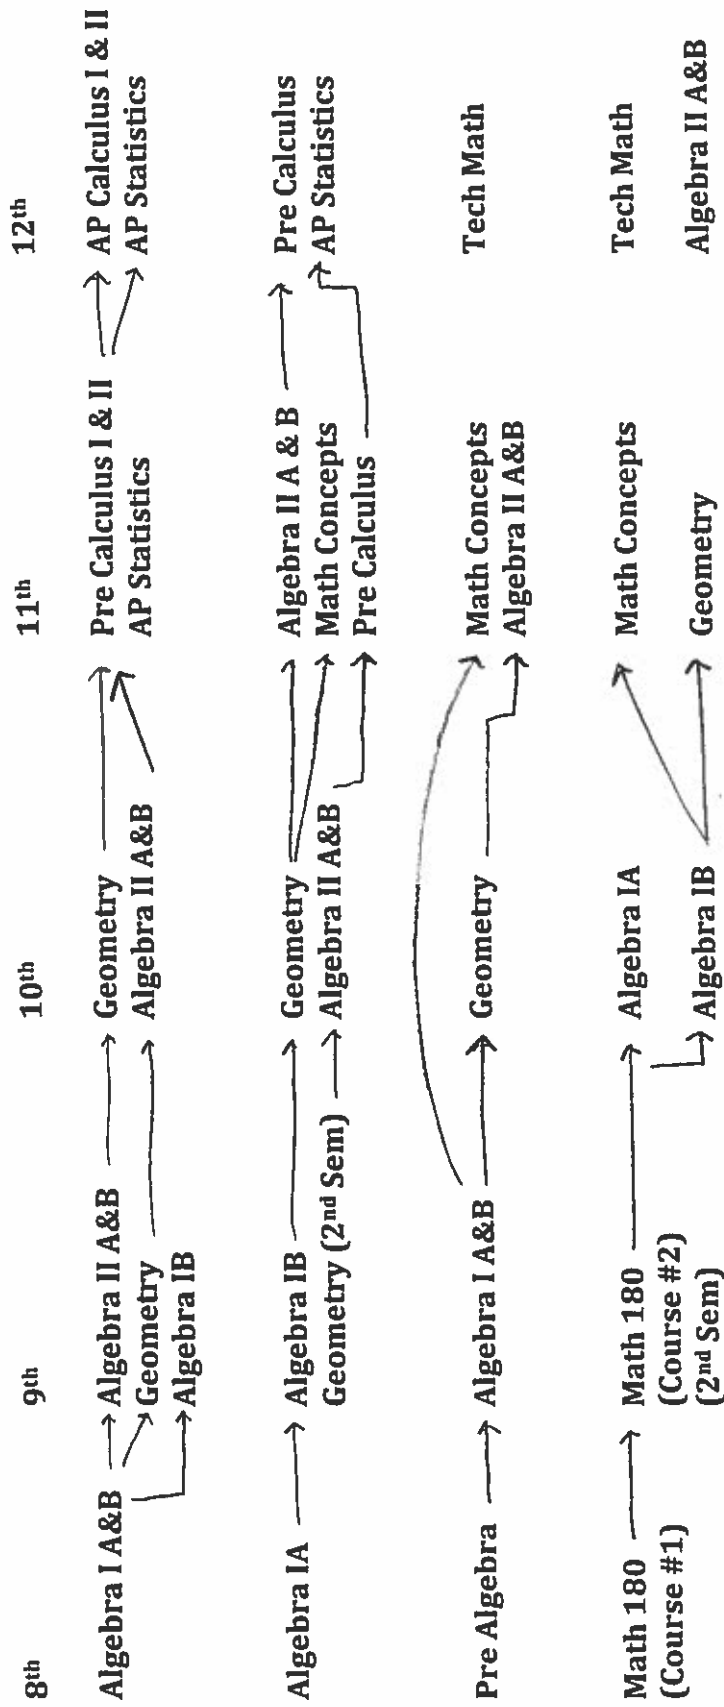 8th
9th
10th
11th
12th
Algebra I A&B
Algebra II A&B
Geometry
Pre Calculus I & II
AP Calculus I & II
Geometry
Algebra II A&B
AP Statistics
AP Statistics
Algebra IB
Algebra IA
Algebra IB
Geometry
Algebra II A & B
Pre Calculus
Geometry (2nd Sem)
Algebra II A&B
Math Concepts
AP Statistics
Pre Calculus
Pre Algebra
Algebra I A&B
Geometry
Math Concepts
Tech Math
Algebra II A&B
Math 180
Math 180
Algebra IA
Math Concepts
Tech Math
(Course #1)
(Course #2)
(2nd Sem)
Algebra IB
Geometry
Algebra II A&B